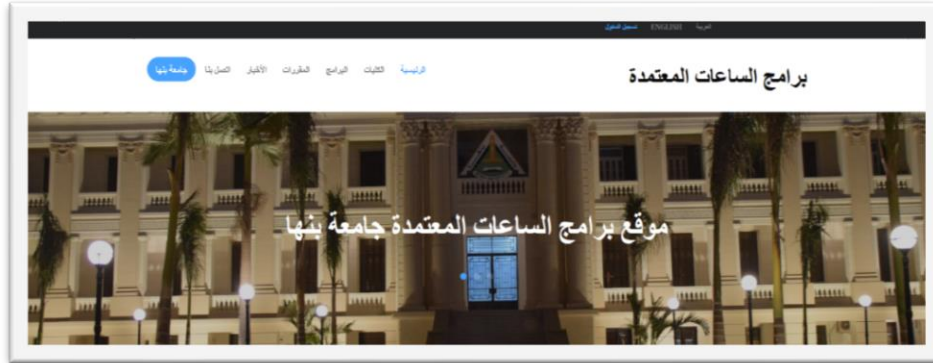 العربية ENGLISH تسجيل الدخول
برامج الساعات المعتمدة
الرئيسية الكليات البرامج المقررات الأخبار اتصل بنا جامعة بنها
موقع برامج الساعات المعتمدة جامعة بنها